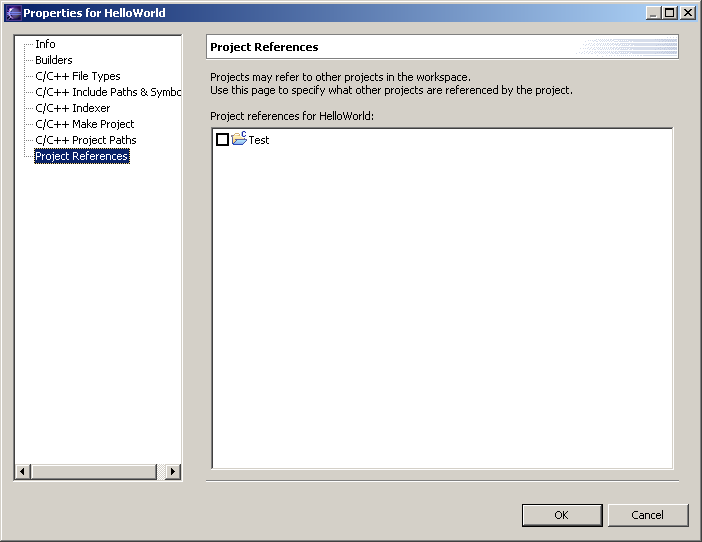 Properties for HelloWorld
Info
Builders
C/C++ File Types
C/C++ Include Paths & Symbo
C/C++ Indexer
C/C++ Make Project
C/C++ Project Paths
Project References
Project References
Projects may refer to other projects in the workspace.
Use this page to specify what other projects are referenced by the project.
Project references for HelloWorld:
C
Test
OK
Cancel